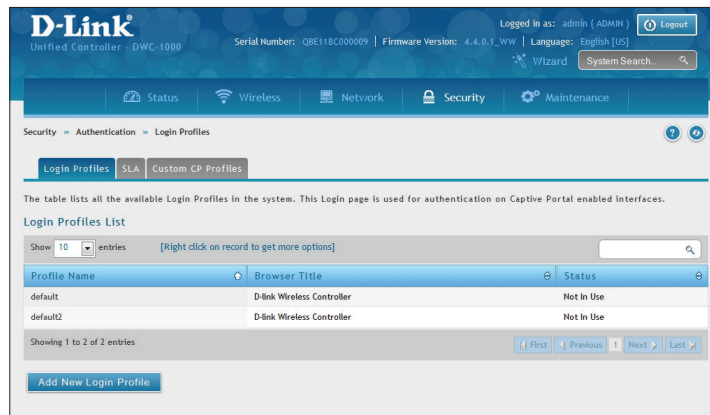 D-Link
Logged in as: admin ( ADMIN ) Logout
Unified Controller - DWC-1000
Serial Number: QBE11BC000009 | Firmware Version: 4.4.0.1_WW | Language: English [US]
Wizard System Search..
Status Wireless Network Security Maintenance
Security » Authentication » Login Profiles
Login Profiles SLA Custom CP Profiles
The table lists all the available Login Profiles in the system. This Login page is used for authentication on Captive Portal enabled interfaces.
Login Profiles List
Show 10 entries [Right click on record to get more options]
Profile Name Browser Title Status
default D-link Wireless Controller Not In Use
default2 D-link Wireless Controller Not In Use
Showing 1 to 2 of 2 entries First Previous 1 Next Last
Add New Login Profile